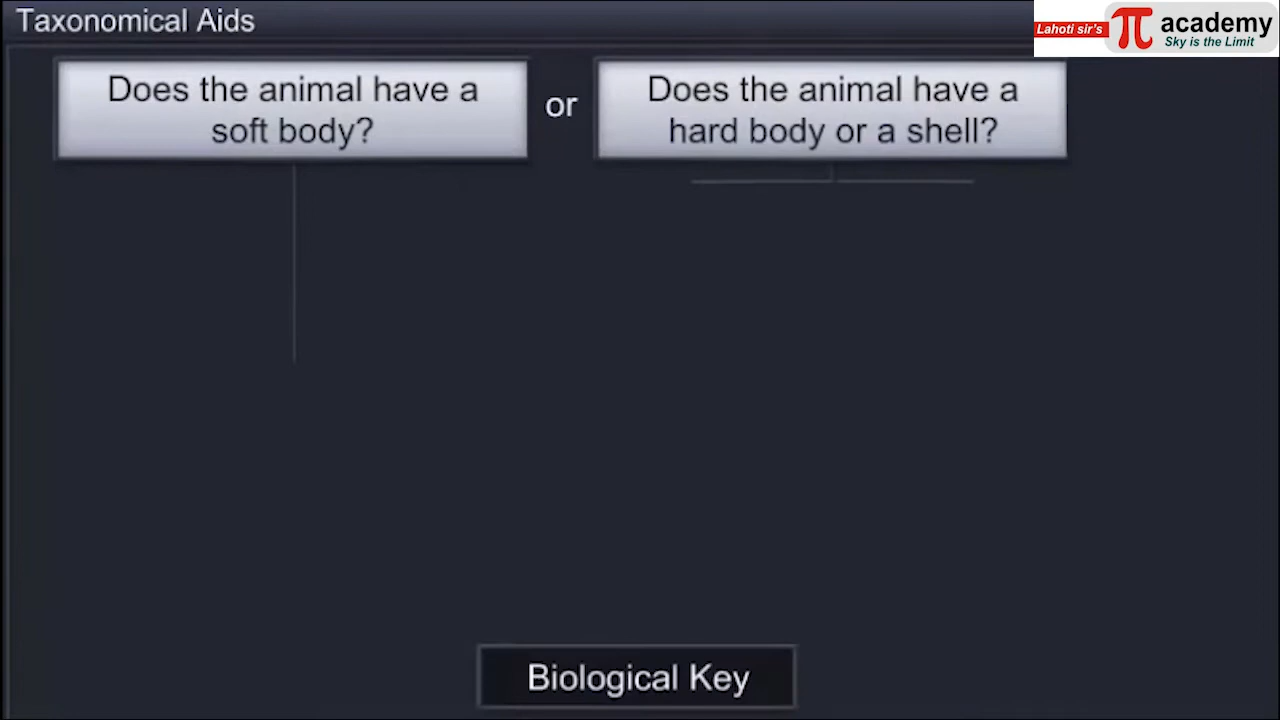 Taxonomical Aids
Lahoti sir's
π academy
Sky is the Limit
Does the animal have a
soft body?
or
Does the animal have a
hard body or a shell?
Biological Key